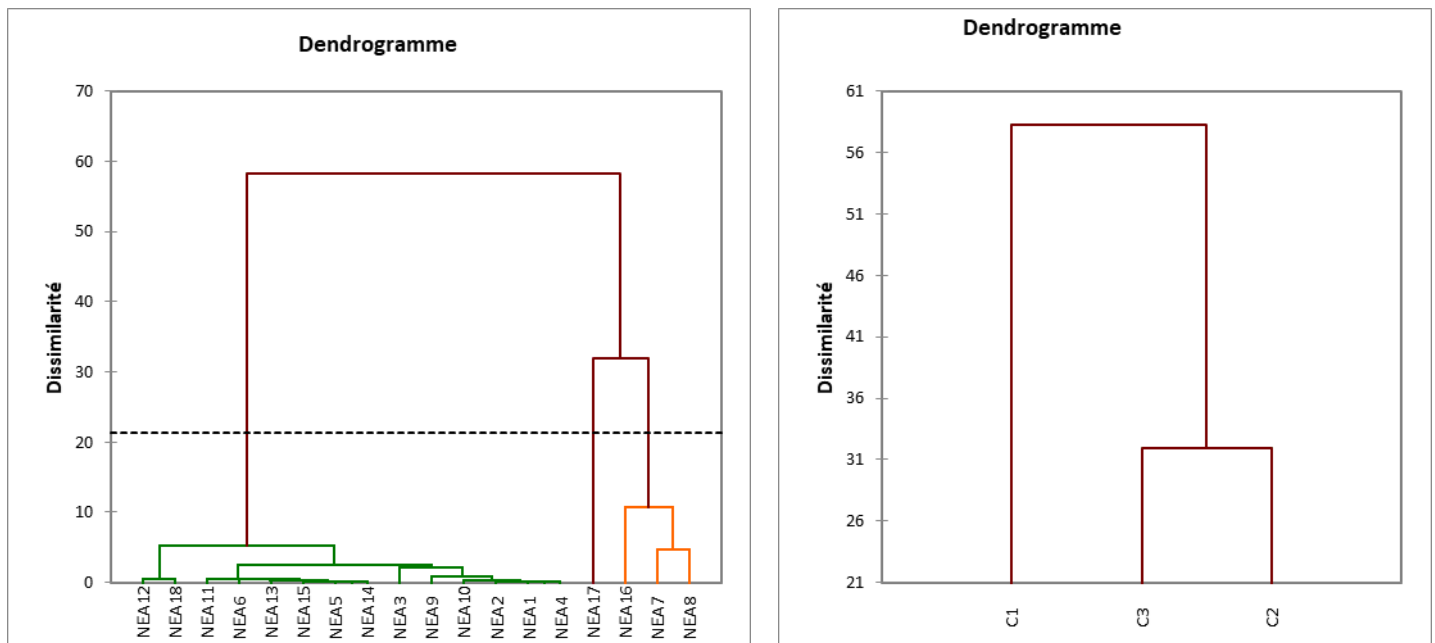 Dendrogramme
70
60
50
40
30
20
10
0
Dissimilarité
NEA12
NEA18
NEA11
NEA6
NEA13
NEA15
NEA5
NEA14
NEA3
NEA9
NEA10
NEA2
NEA1
NEA4
NEA17
NEA16
NEA7
NEA8
Dendrogramme
61
56
51
46
41
36
31
26
21
Dissimilarité
C1
C3
C2